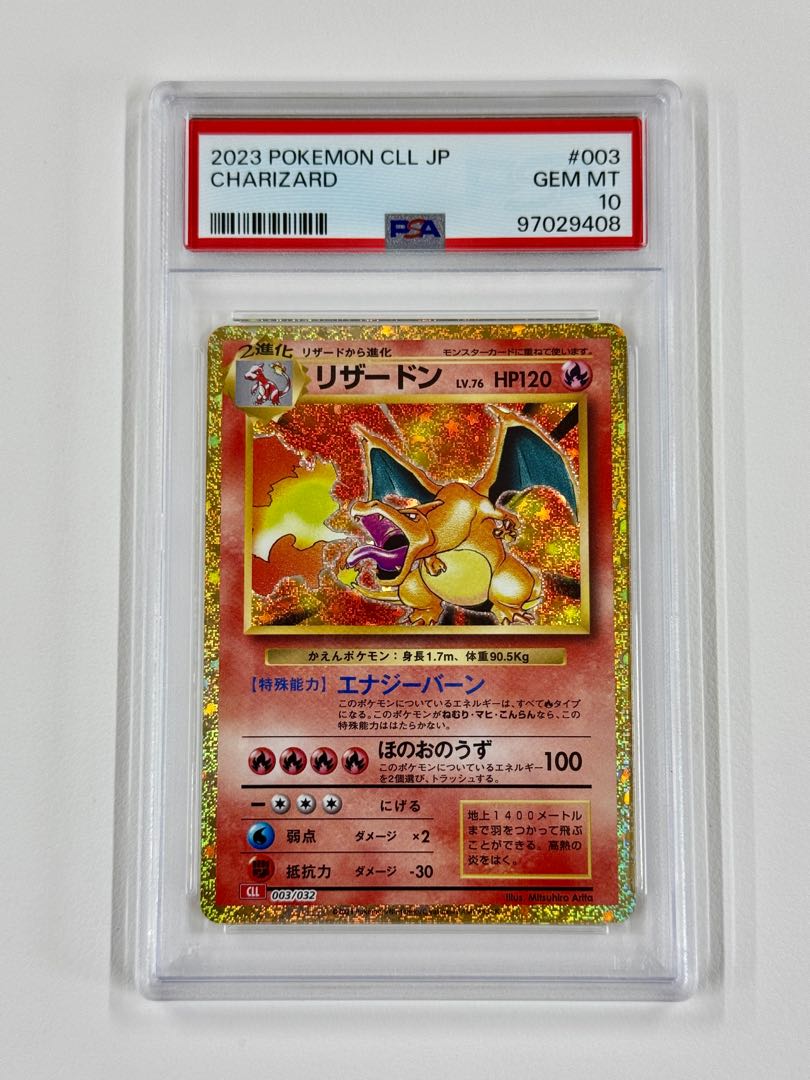 2023 POKEMON CLL JP #003
CHARIZARD GEM MT
10
PSA 97029408
2進化 リザードから進化 モンスターカードに重ねて使います。
リザードン LV.76 HP120
かえんポケモン：身長1.7m、体重90.5Kg
【特殊能力】エナジーバーン
このポケモンについているエネルギーは、すべてタイプ
になる。このポケモンがねむり・マヒ・こんらんなら、この
特殊能力ははたらかない。
ほのおのうず 100
このポケモンについているエネルギー
を2個選び、トラッシュする。
にげる
弱点 ダメージ ×2
抵抗力 ダメージ -30
地上1400メートル
まで羽をつかって飛ぶ
ことができる。高熱の
炎をはく。
CLL 003/032
Illus. Mitsuhiro Arita